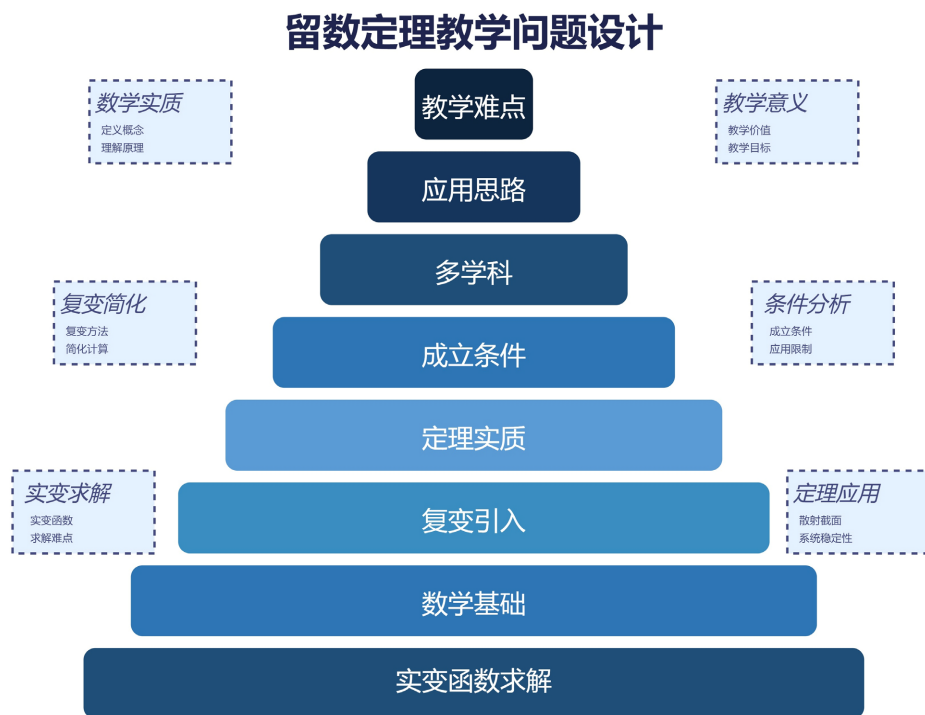 留数定理教学问题设计
数学实质
定义概念
理解原理
教学难点
教学意义
教学价值
教学目标
应用思路
多学科
复变简化
复变方法
简化计算
成立条件
条件分析
成立条件
应用限制
定理实质
实变求解
实变函数
求解难点
复变引入
定理应用
散射截面
系统稳定性
数学基础
实变函数求解